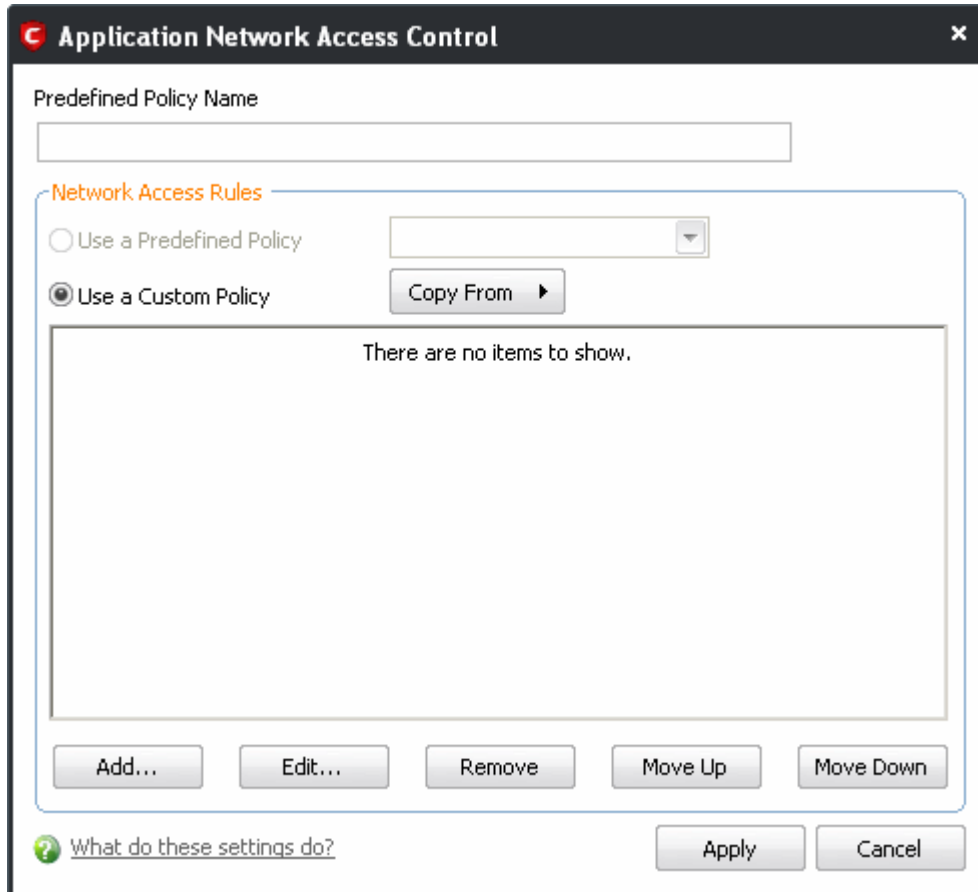 Application Network Access Control
Predefined Policy Name
Network Access Rules
Use a Predefined Policy
Use a Custom Policy
Copy From
There are no items to show.
Add...
Edit...
Remove
Move Up
Move Down
What do these settings do?
Apply
Cancel